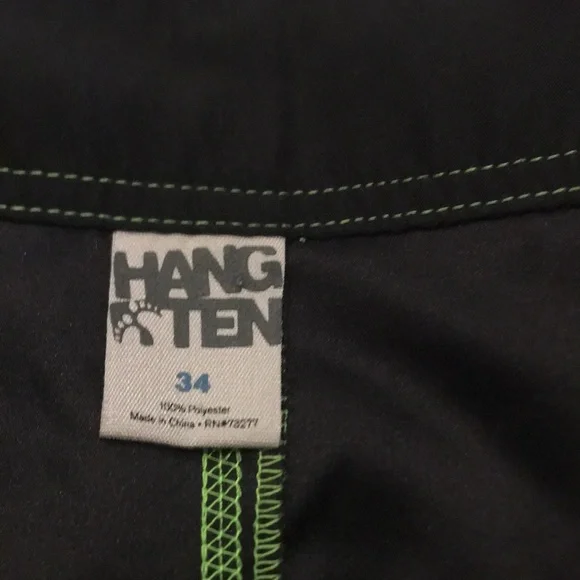 HANG
TEN
34
100% Polyester
Made in China • RN#73277